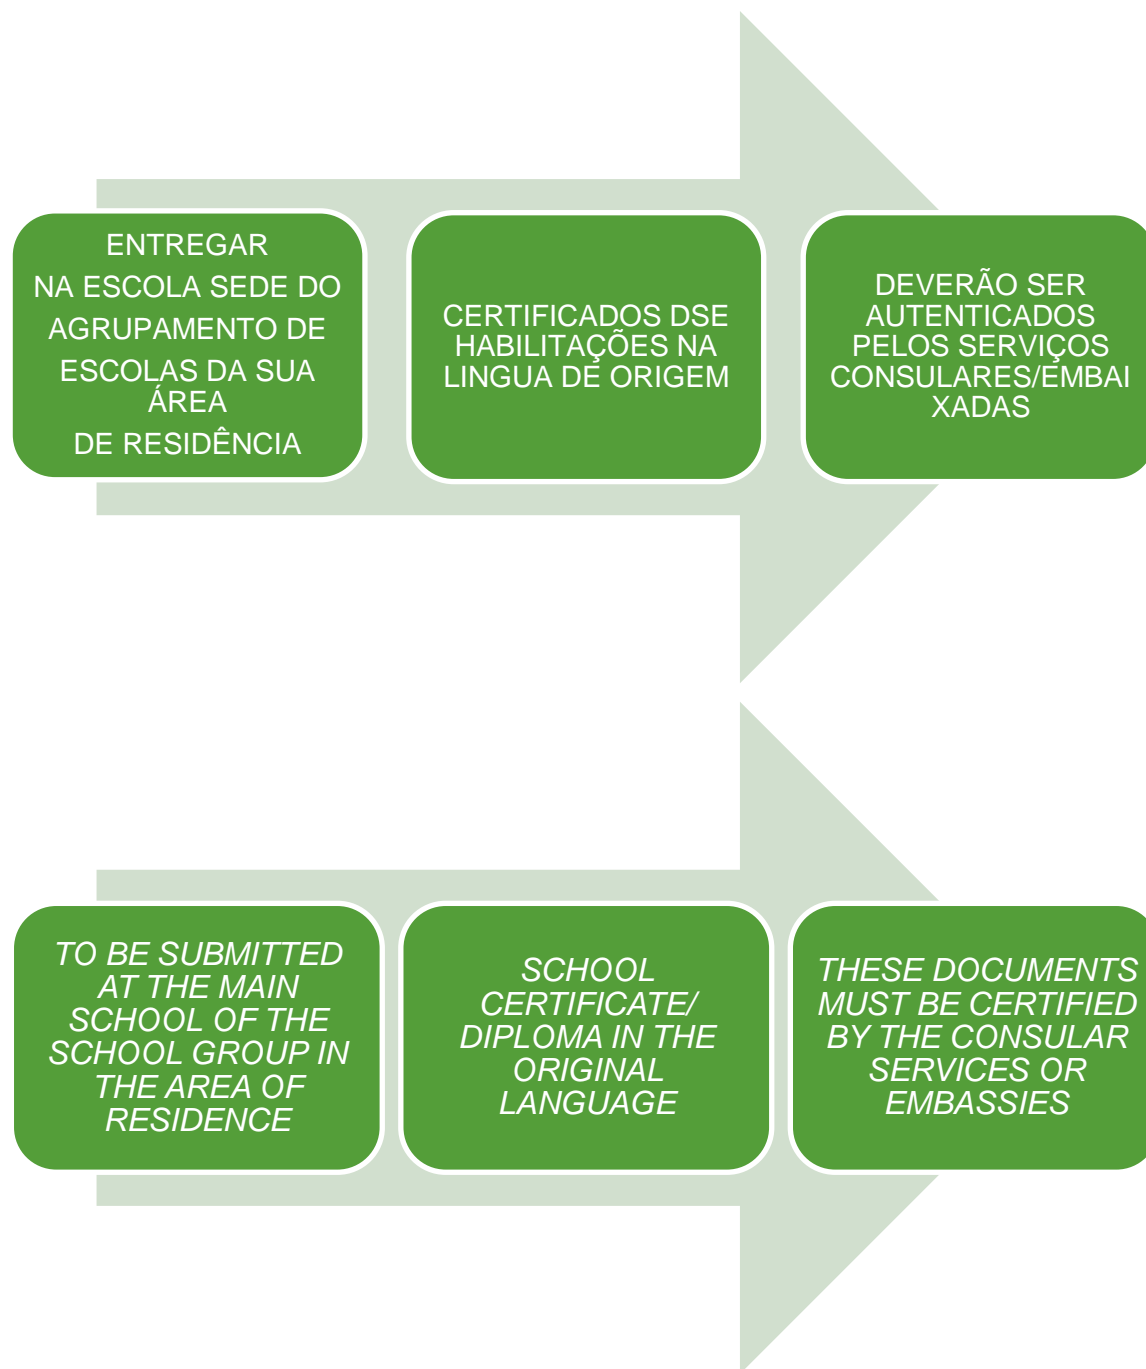 ENTREGAR
NA ESCOLA SEDE DO
AGRUPAMENTO DE
ESCOLAS DA SUA
ÁREA
DE RESIDÊNCIA
CERTIFICADOS DSE
HABILITAÇÕES NA
LINGUA DE ORIGEM
DEVERÃO SER
AUTENTICADOS
PELOS SERVIÇOS
CONSULARES/EMBAI
XADAS
TO BE SUBMITTED
AT THE MAIN
SCHOOL OF THE
SCHOOL GROUP IN
THE AREA OF
RESIDENCE
SCHOOL
CERTIFICATE/
DIPLOMA IN THE
ORIGINAL
LANGUAGE
THESE DOCUMENTS
MUST BE CERTIFIED
BY THE CONSULAR
SERVICES OR
EMBASSIES